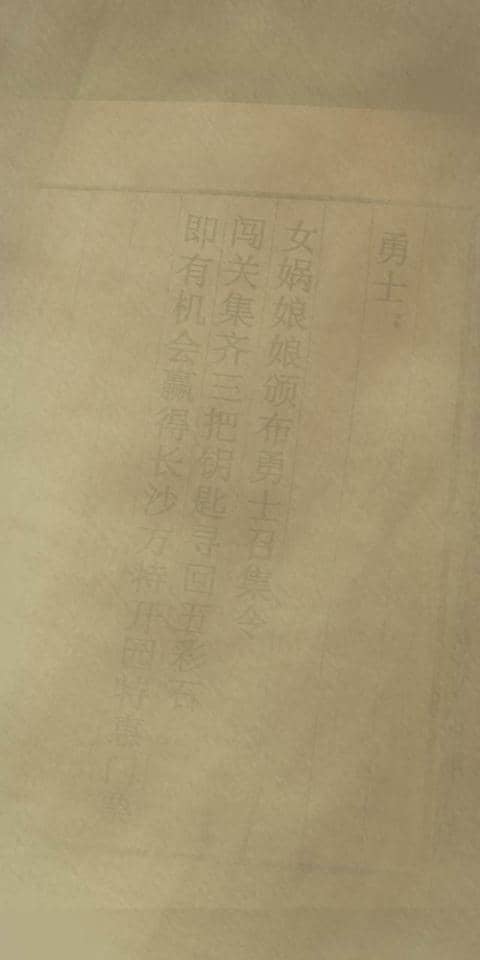 勇士：
女娲娘娘颁布勇士召集令
闯关集齐三把钥匙寻回五彩石
即有机会赢得长沙方特开园特惠门票